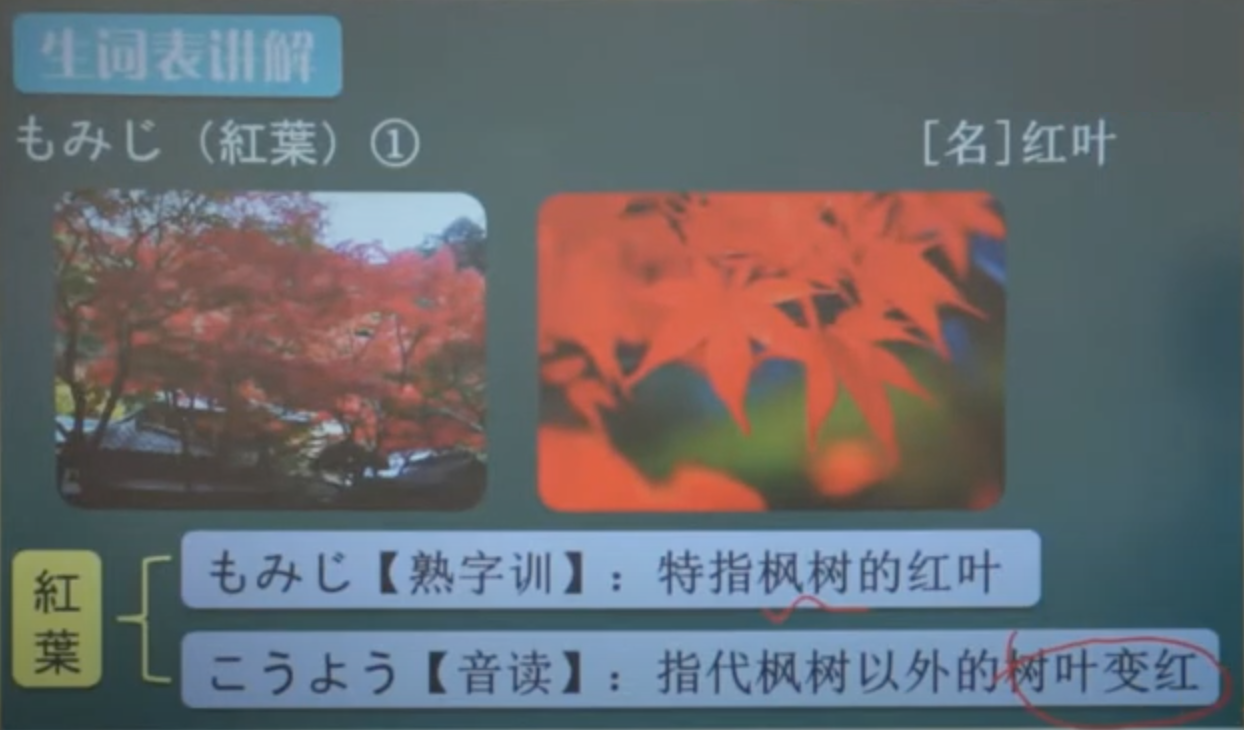 生词表讲解
もみじ（紅葉）① [名]红叶
紅葉
もみじ【熟字训】：特指枫树的红叶
こうよう【音读】：指代枫树以外的树叶变红